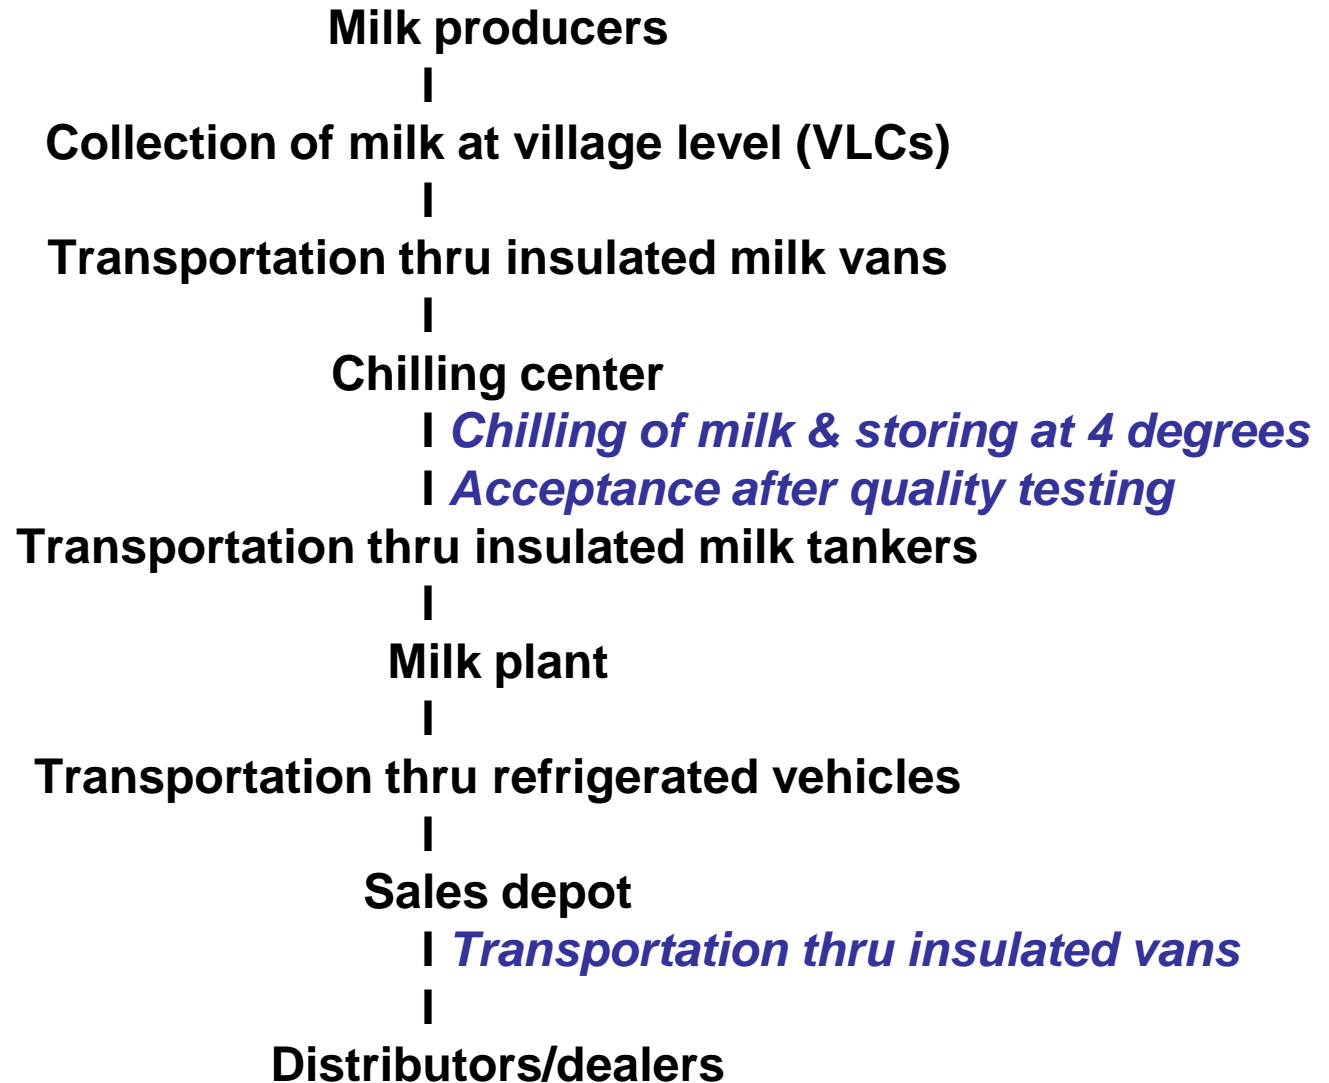 Milk producers
I
Collection of milk at village level (VLCs)
I
Transportation thru insulated milk vans
I
Chilling center
I Chilling of milk & storing at 4 degrees
I Acceptance after quality testing
Transportation thru insulated milk tankers
I
Milk plant
I
Transportation thru refrigerated vehicles
I
Sales depot
I Transportation thru insulated vans
I
Distributors/dealers